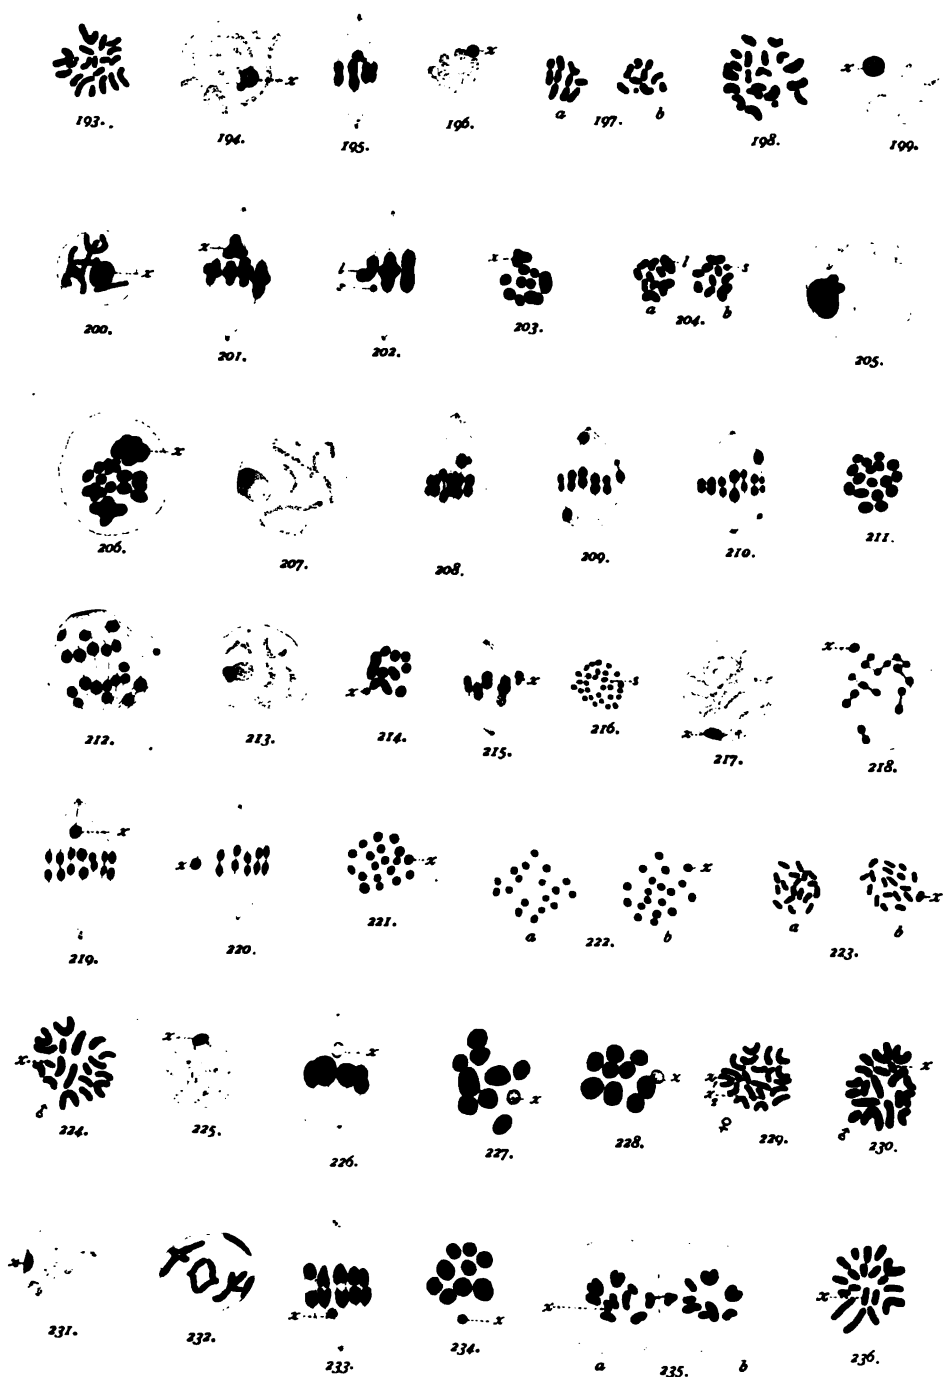 x x x
a b
193. 194. 195. 196. 197. 198. 199.
x x l s x l s
a b
200. 201. 202. 203. 204. 205.
x
206. 207. 208. 209. 210. 211.
x x s x x
212. 213. 214. 215. 216. 217. 218.
x x x x x
a b a b
219. 220. 221. 222. 223.
x x x x x x x
s
♂ ♀ ♂
224. 225. 226. 227. 228. 229. 230.
x x x x x
s
231. 232. 233. 234. 235. 236.
a b